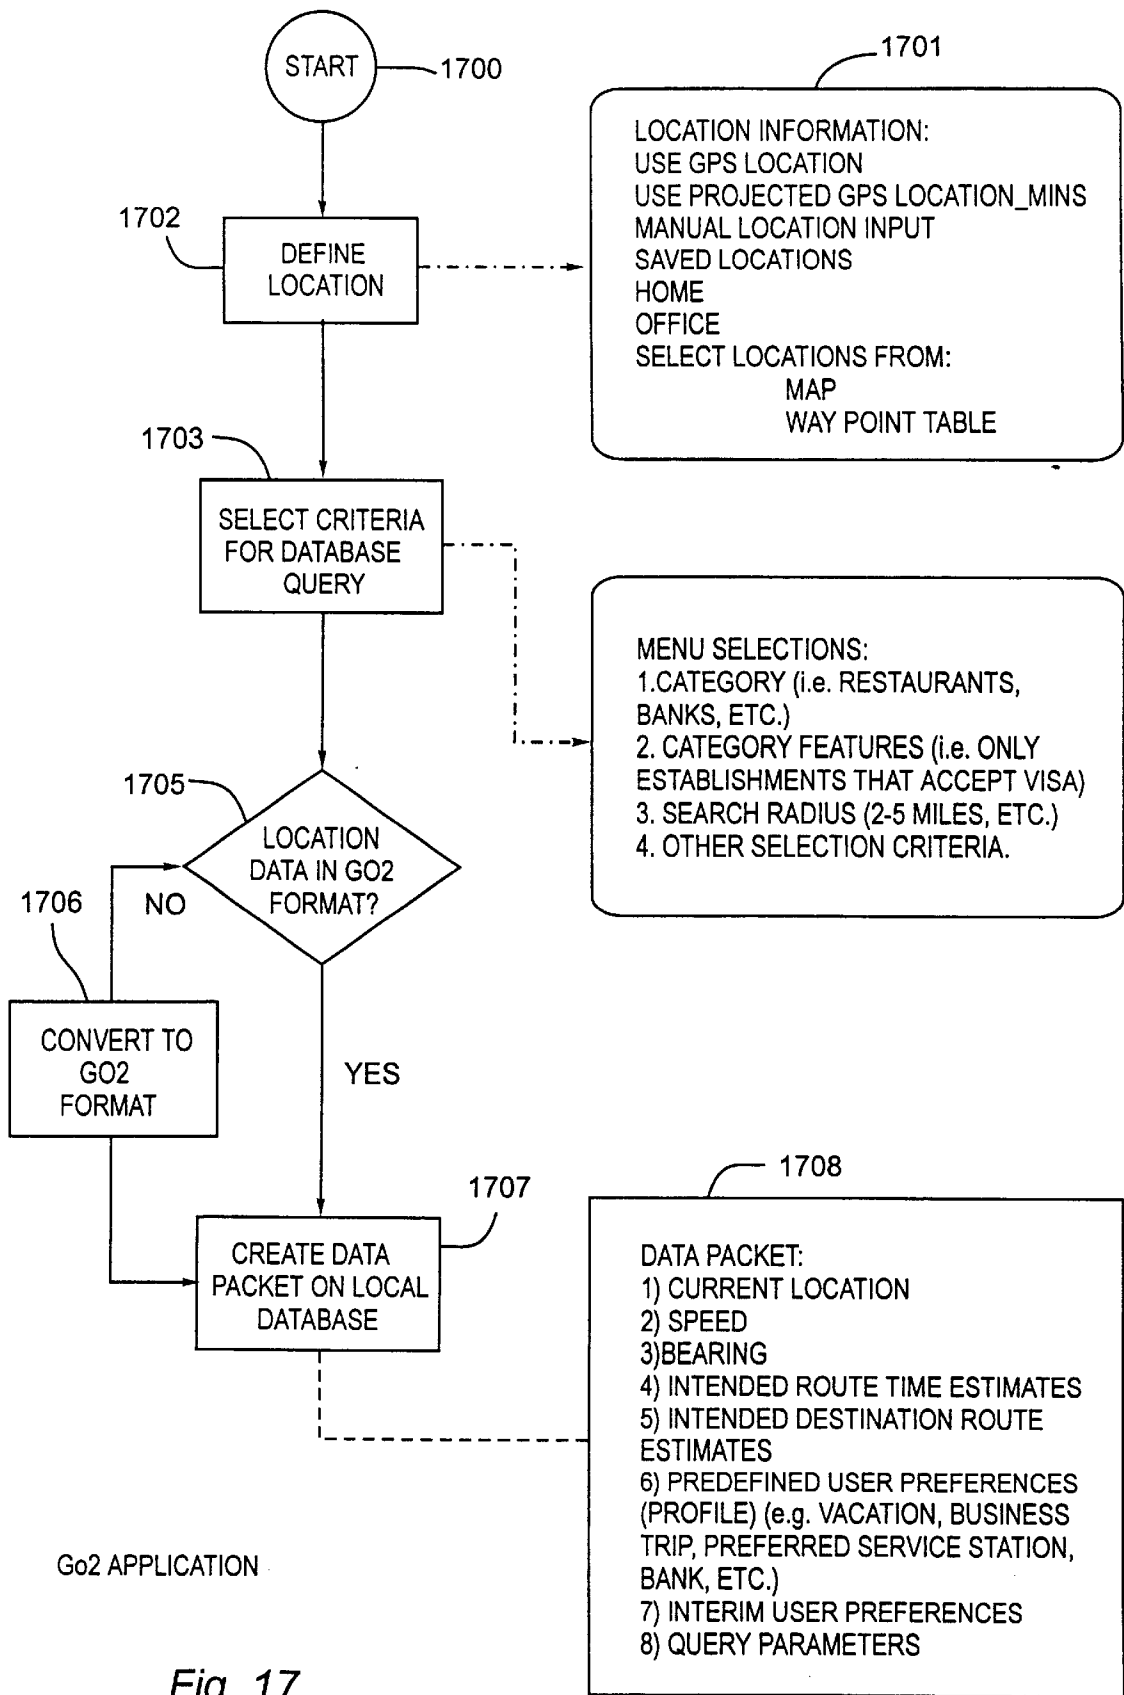 START
1700
1701
LOCATION INFORMATION:
USE GPS LOCATION
USE PROJECTED GPS LOCATION_MINS
MANUAL LOCATION INPUT
SAVED LOCATIONS
HOME
OFFICE
SELECT LOCATIONS FROM:
MAP
WAY POINT TABLE
1702
DEFINE
LOCATION
1703
SELECT CRITERIA
FOR DATABASE
QUERY
MENU SELECTIONS:
1.CATEGORY (i.e. RESTAURANTS,
BANKS, ETC.)
2. CATEGORY FEATURES (i.e. ONLY
ESTABLISHMENTS THAT ACCEPT VISA)
3. SEARCH RADIUS (2-5 MILES, ETC.)
4. OTHER SELECTION CRITERIA.
1705
LOCATION
DATA IN GO2
FORMAT?
NO
1706
CONVERT TO
GO2
FORMAT
YES
1707
CREATE DATA
PACKET ON LOCAL
DATABASE
1708
DATA PACKET:
1) CURRENT LOCATION
2) SPEED
3)BEARING
4) INTENDED ROUTE TIME ESTIMATES
5) INTENDED DESTINATION ROUTE
ESTIMATES
6) PREDEFINED USER PREFERENCES
(PROFILE) (e.g. VACATION, BUSINESS
TRIP, PREFERRED SERVICE STATION,
BANK, ETC.)
7) INTERIM USER PREFERENCES
8) QUERY PARAMETERS
Go2 APPLICATION
Fig. 17